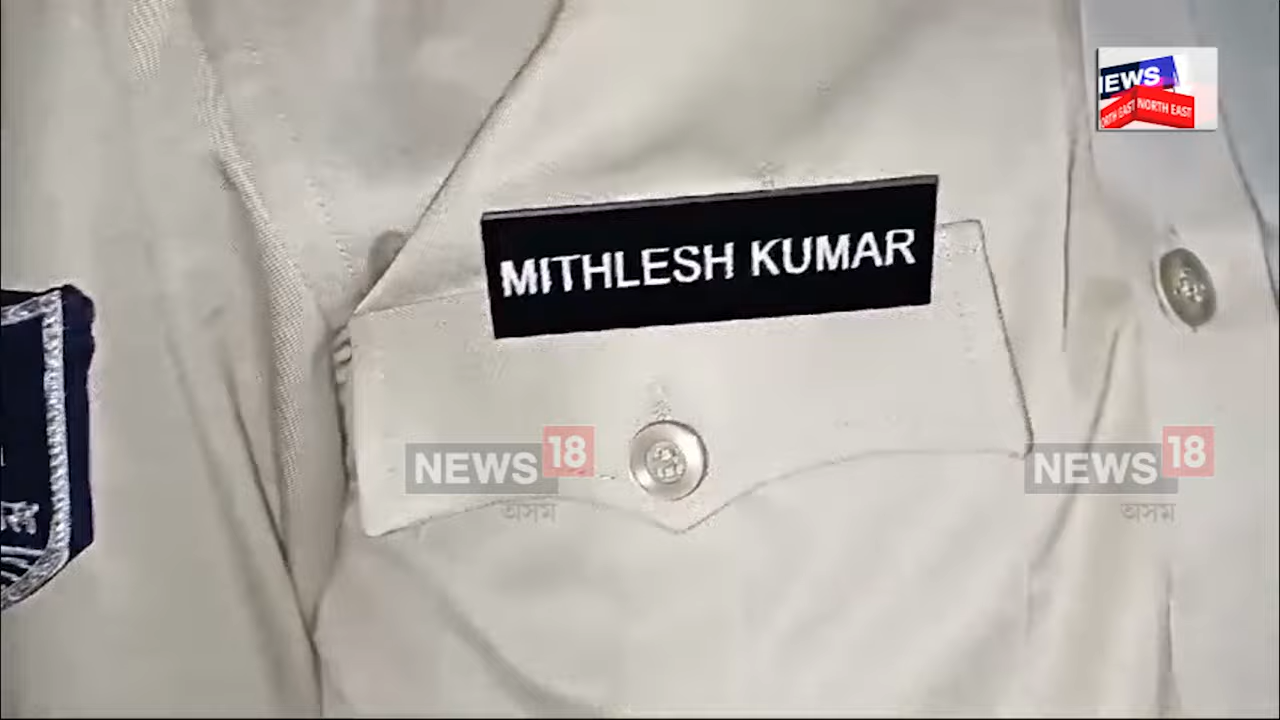 NEWS
NORTH EAST
MITHLESH KUMAR
NEWS18
অসম
NEWS18
অসম